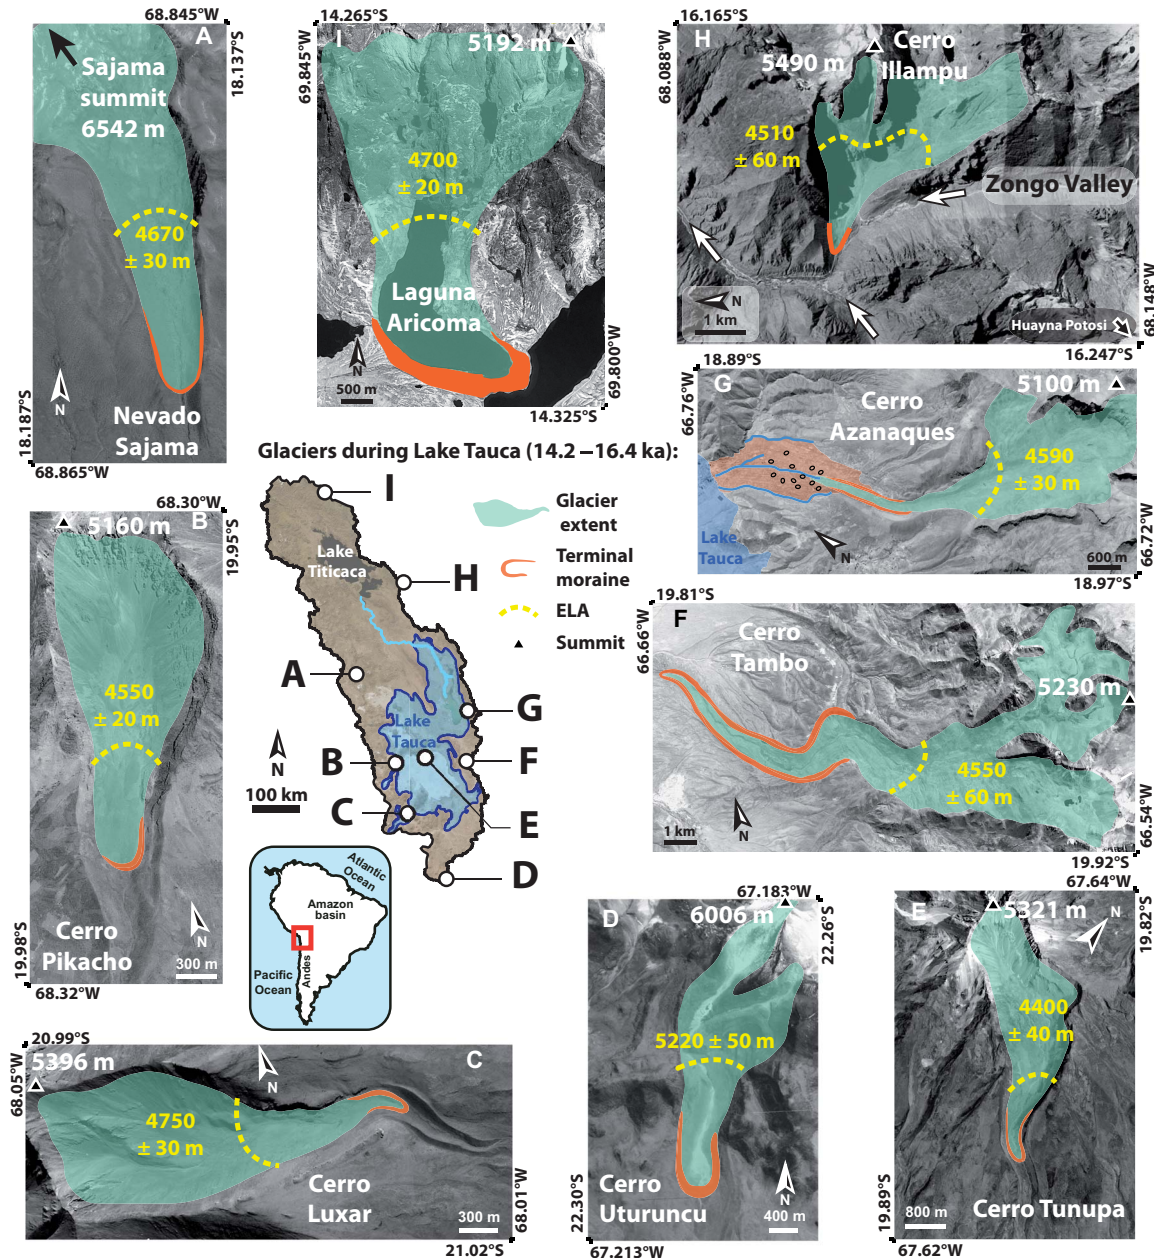 68.845°W
A
18.137°S
Sajama
summit
6542 m
4670
± 30 m
N
Nevado
Sajama
18.187°S
68.865°W
14.265°S
I
5192 m
69.845°W
4700
± 20 m
Laguna
Aricoma
N
500 m
69.800°W
14.325°S
16.165°S
H
Cerro
Illampu
5490 m
68.088°W
4510
± 60 m
Zongo Valley
N
1 km
Huayna Potosi
68.148°W
16.247°S
18.89°S
G
5100 m
66.76°W
Cerro
Azanaques
4590
± 30 m
Lake
Tauca
N
600 m
66.72°W
18.97°S
Glaciers during Lake Tauca (14.2 –16.4 ka):
I
Lake
Titicaca
H
A
G
Lake
Tauca
B
F
C
E
D
N
100 km
Glacier
extent
Terminal
moraine
ELA
Summit
68.30°W
B
5160 m
19.95°S
4550
± 20 m
Cerro
Pikacho
N
300 m
19.98°S
68.32°W
19.81°S
F
66.66°W
Cerro
Tambo
5230 m
4550
± 60 m
N
1 km
66.54°W
19.92°S
Atlantic
Ocean
Amazon
basin
Pacific
Ocean
Andes
67.183°W
D
6006 m
22.26°S
5220 ± 50 m
Cerro
Uturuncu
N
400 m
22.30°S
67.213°W
67.64°W
E
5321 m
N
19.82°S
4400
± 40 m
800 m
Cerro Tunupa
19.89°S
67.62°W
20.99°S
5396 m
68.05°W
N
C
4750
± 30 m
Cerro
Luxar
300 m
68.01°W
21.02°S